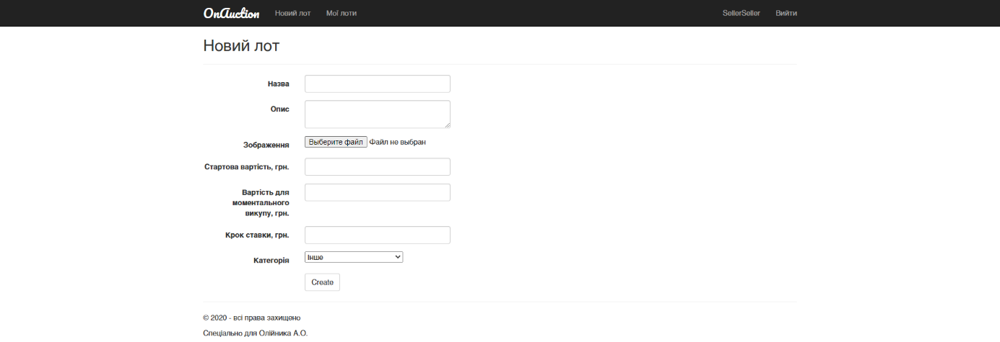 OnAuction Новий лот Мої лоти SellerSeller Вийти
Новий лот
Назва
Опис
Зображення Выберите файл Файл не выбран
Стартова вартість, грн.
Вартість для
моментального
викупу, грн.
Крок ставки, грн.
Категорія Інше
Create
© 2020 - всі права захищено
Спеціально для Олійника А.О.